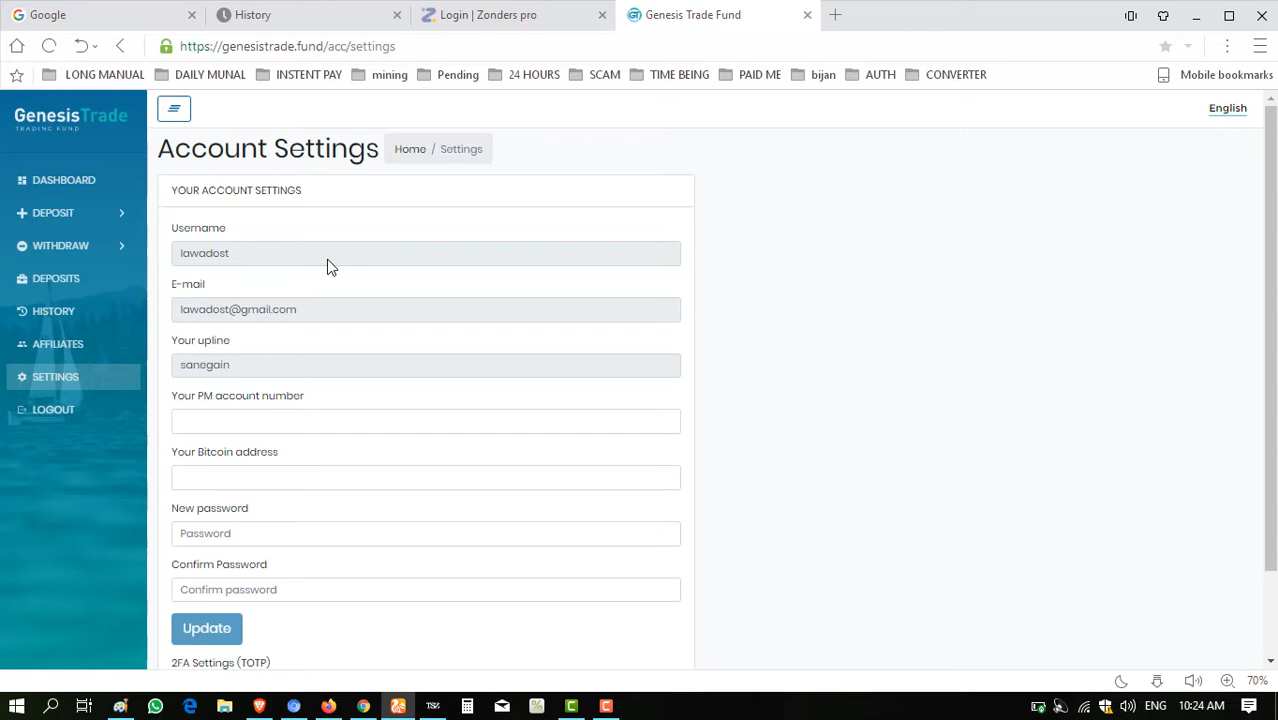 Google
History
Login | Zonders pro
Genesis Trade Fund
https://genesistrade.fund/acc/settings
LONG MANUAL
DAILY MUNAL
INSTENT PAY
mining
Pending
24 HOURS
SCAM
TIME BEING
PAID ME
bijan
AUTH
CONVERTER
Mobile bookmarks
GenesisTrade
TRADING FUND
English
Account Settings
Home / Settings
DASHBOARD
DEPOSIT
WITHDRAW
DEPOSITS
HISTORY
AFFILIATES
SETTINGS
LOGOUT
YOUR ACCOUNT SETTINGS
Username
lawadost
E-mail
lawadost@gmail.com
Your upline
sanegain
Your PM account number
Your Bitcoin address
New password
Password
Confirm Password
Confirm password
Update
2FA Settings (TOTP)
70%
ENG
10:24 AM